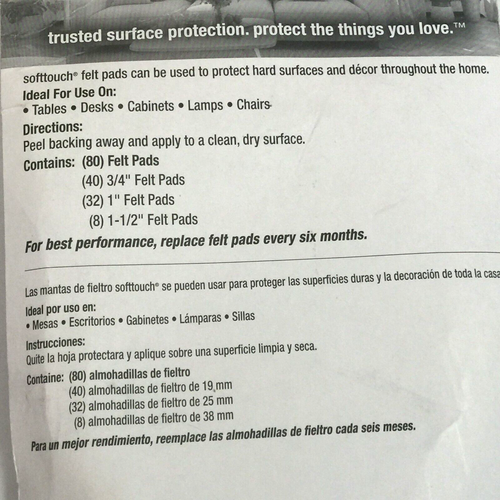 trusted surface protection. protect the things you love.™
softtouch® felt pads can be used to protect hard surfaces and décor throughout the home.
Ideal For Use On:
• Tables • Desks • Cabinets • Lamps • Chairs
Directions:
Peel backing away and apply to a clean, dry surface.
Contains: (80) Felt Pads
(40) 3/4" Felt Pads
(32) 1" Felt Pads
(8) 1-1/2" Felt Pads
For best performance, replace felt pads every six months.
Las mantas de fieltro softtouch® se pueden usar para proteger las superficies duras y la decoración de toda la casa
Ideal por uso en:
• Mesas • Escritorios • Gabinetes • Lámparas • Sillas
Instrucciones:
Quite la hoja protectara y aplique sobre una superficie limpia y seca.
Containe: (80) almohadillas de fieltro
(40) almohadillas de fieltro de 19 mm
(32) almohadillas de fieltro de 25 mm
(8) almohadillas de fieltro de 38 mm
Para un mejor rendimiento, reemplace las almohadillas de fieltro cada seis meses.